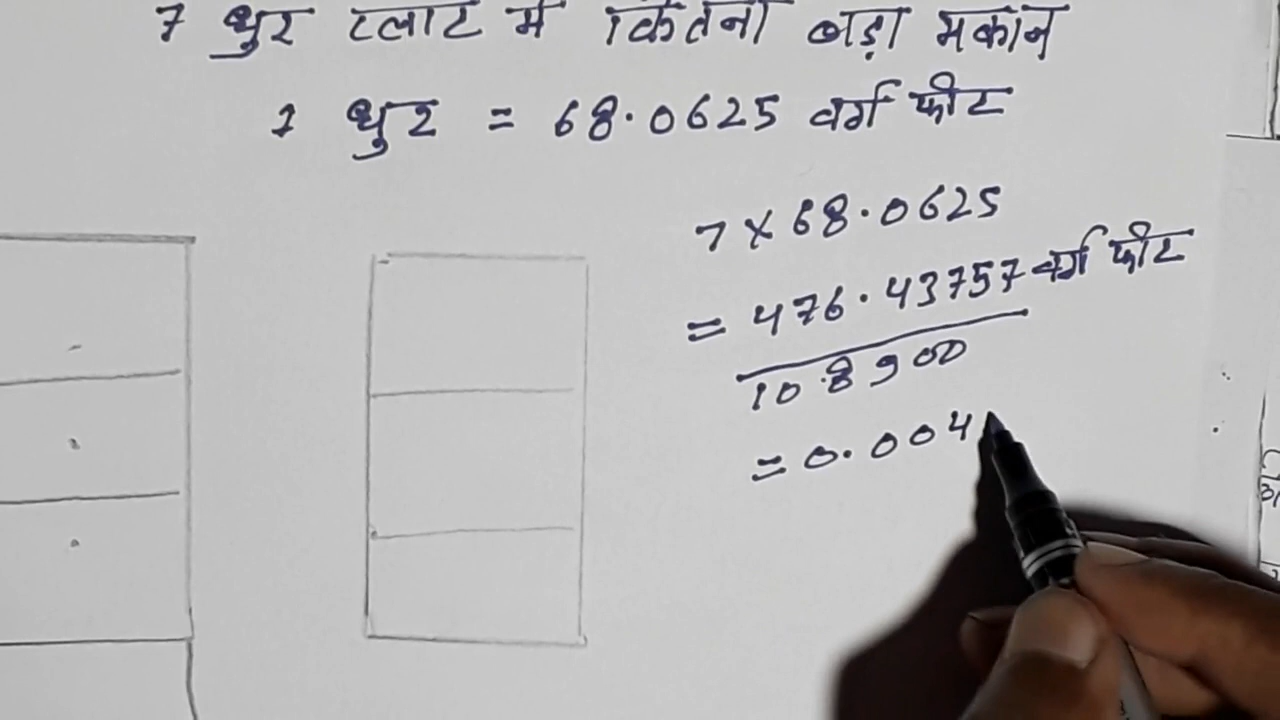 7 धुर प्लाट में कितना बड़ा मकान
1 धुर = 68.0625 वर्ग फीट
7 × 68.0625
= 476.43757 वर्ग फीट
108900
= 0.004